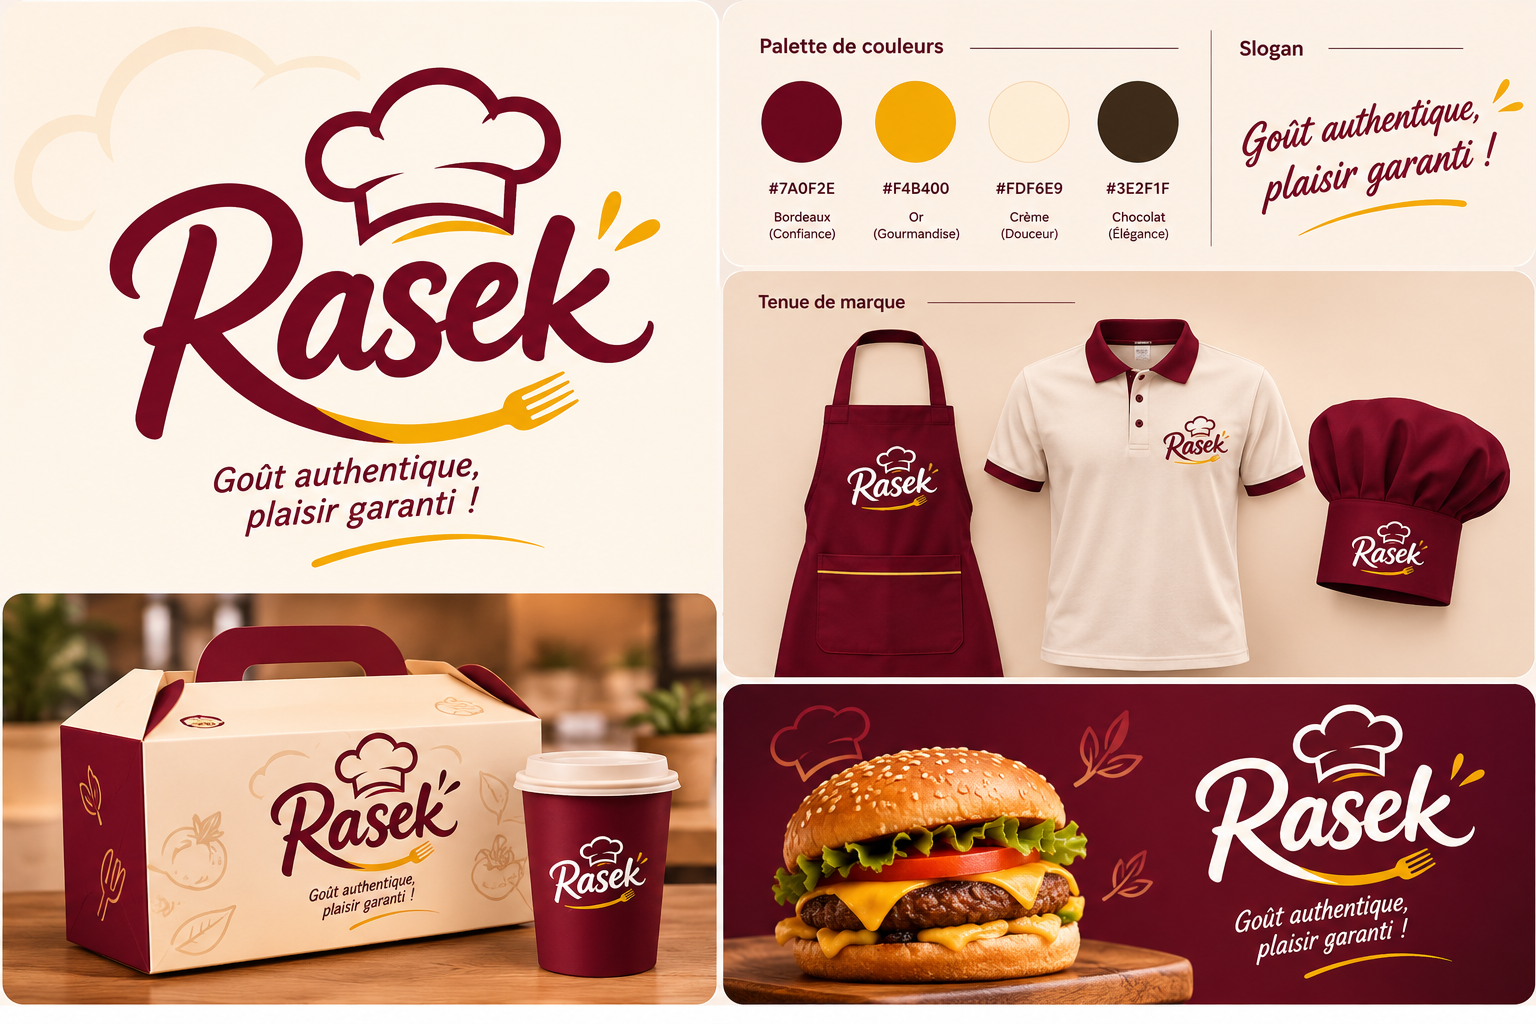 Rasek
Goût authentique,
plaisir garanti !
Palette de couleurs
#7A0F2E
Bordeaux
(Confiance)
#F4B400
Or
(Gourmandise)
#FDF6E9
Crème
(Douceur)
#3E2F1F
Chocolat
(Élégance)
Slogan
Goût authentique,
plaisir garanti !
Tenue de marque
Rasek
Rasek
Rasek
Rasek
Goût authentique,
plaisir garanti !
Rasek
Rasek
Goût authentique,
plaisir garanti !